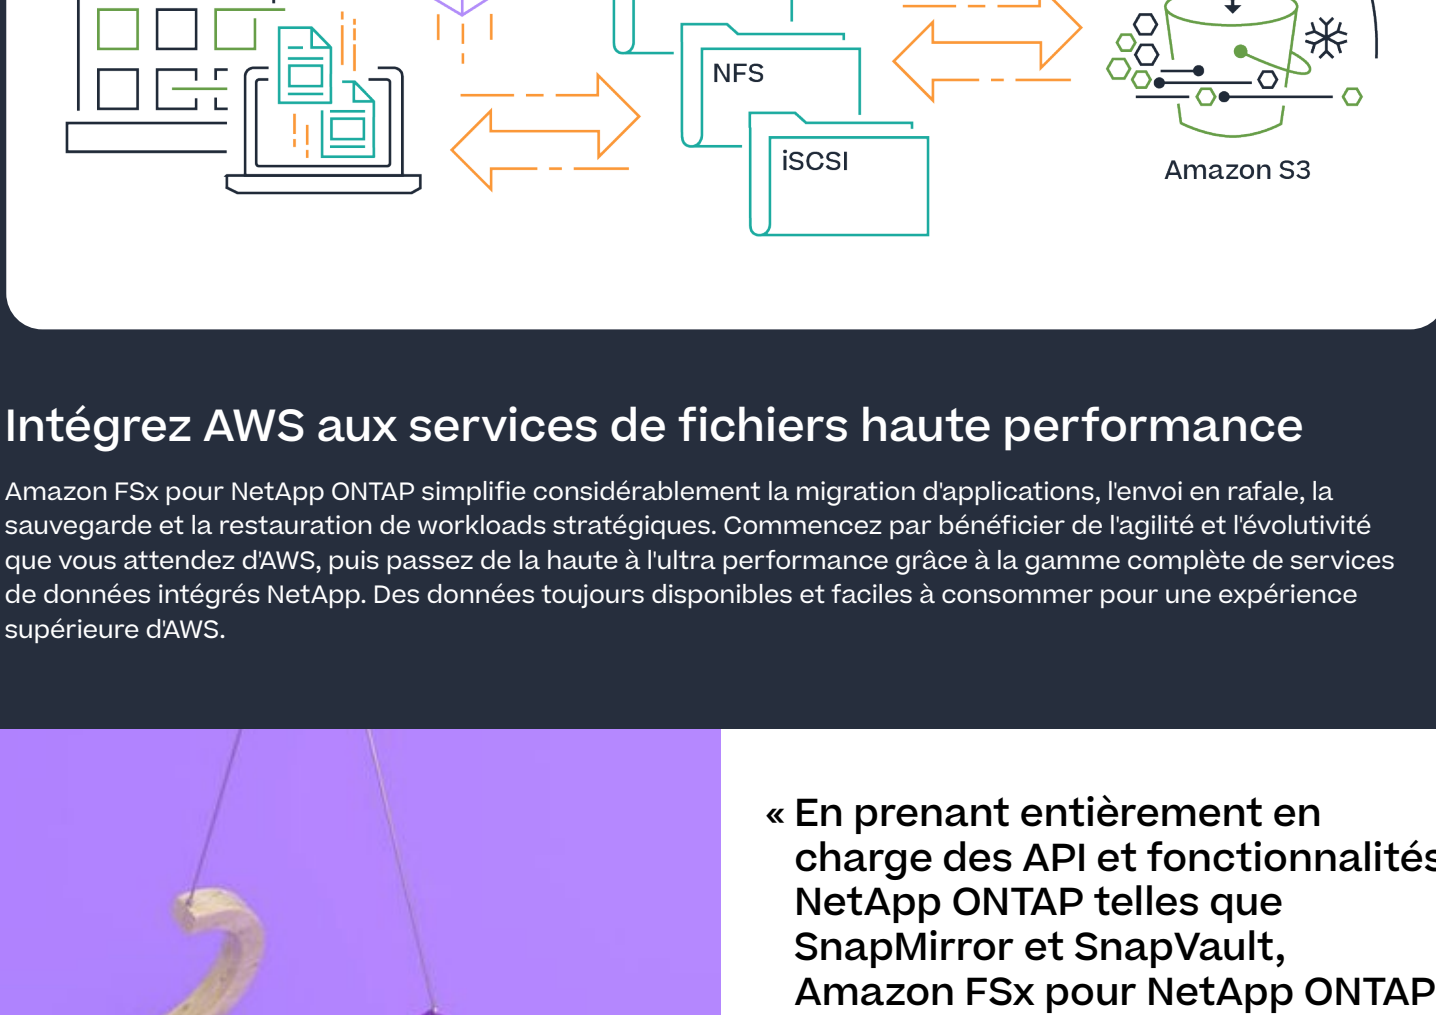 NFS
iSCSI
Amazon S3
Intégrez AWS aux services de fichiers haute performance
Amazon FSx pour NetApp ONTAP simplifie considérablement la migration d'applications, l'envoi en rafale, la
sauvegarde et la restauration de workloads stratégiques. Commencez par bénéficier de l'agilité et l'évolutivité
que vous attendez d'AWS, puis passez de la haute à l'ultra performance grâce à la gamme complète de services
de données intégrés NetApp. Des données toujours disponibles et faciles à consommer pour une expérience
supérieure d'AWS.
« En prenant entièrement en
charge des API et fonctionnalités
NetApp ONTAP telles que
SnapMirror et SnapVault,
Amazon FSx pour NetApp ONTAP